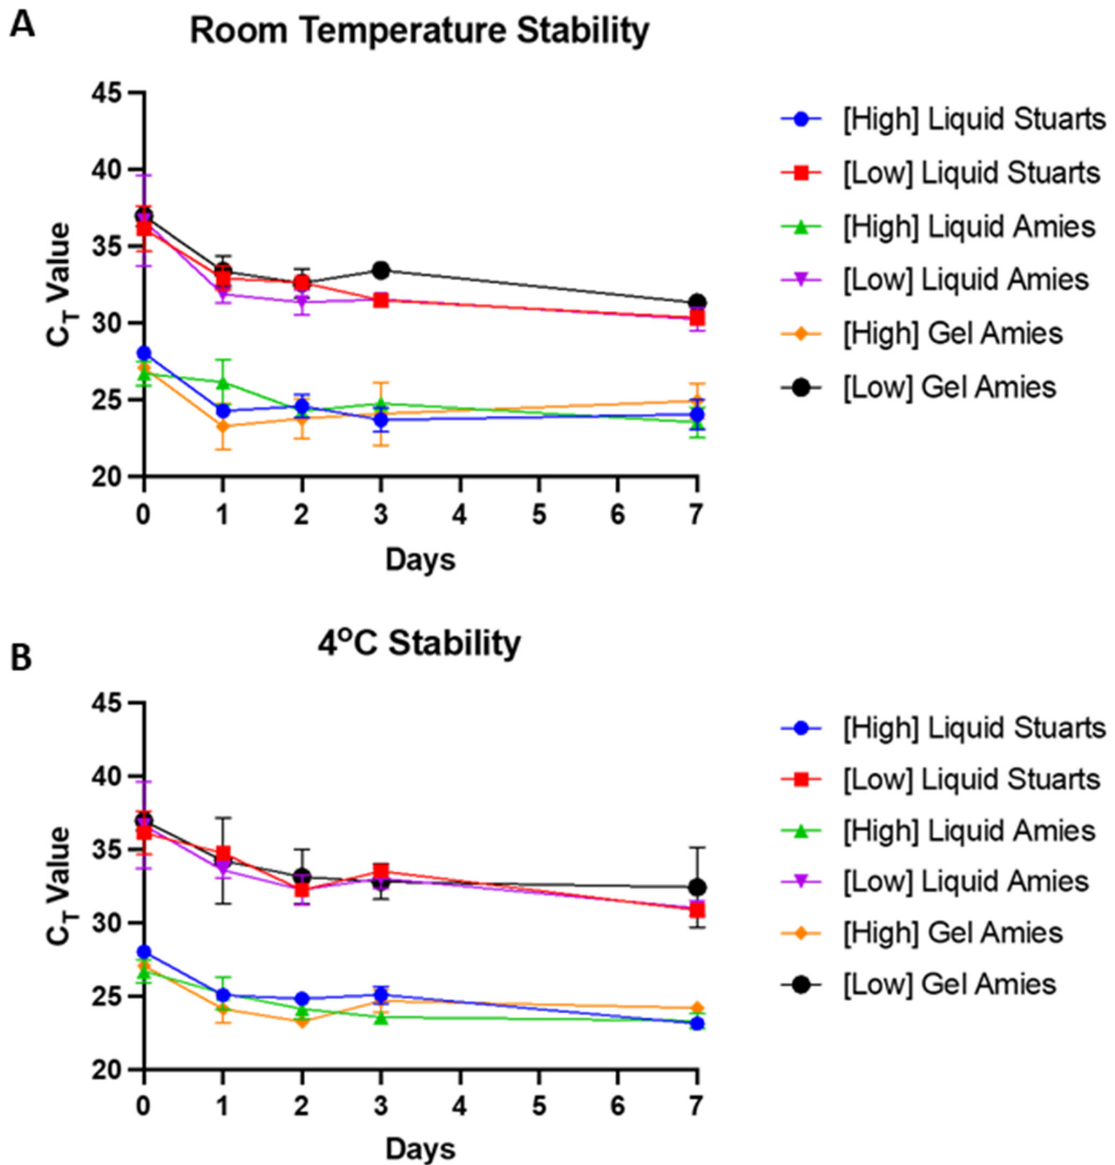 A
Room Temperature Stability
45
40
35
30
25
20
C_T Value
0 1 2 3 4 5 6 7
Days
[High] Liquid Stuarts
[Low] Liquid Stuarts
[High] Liquid Amies
[Low] Liquid Amies
[High] Gel Amies
[Low] Gel Amies
B
4°C Stability
45
40
35
30
25
20
C_T Value
0 1 2 3 4 5 6 7
Days
[High] Liquid Stuarts
[Low] Liquid Stuarts
[High] Liquid Amies
[Low] Liquid Amies
[High] Gel Amies
[Low] Gel Amies